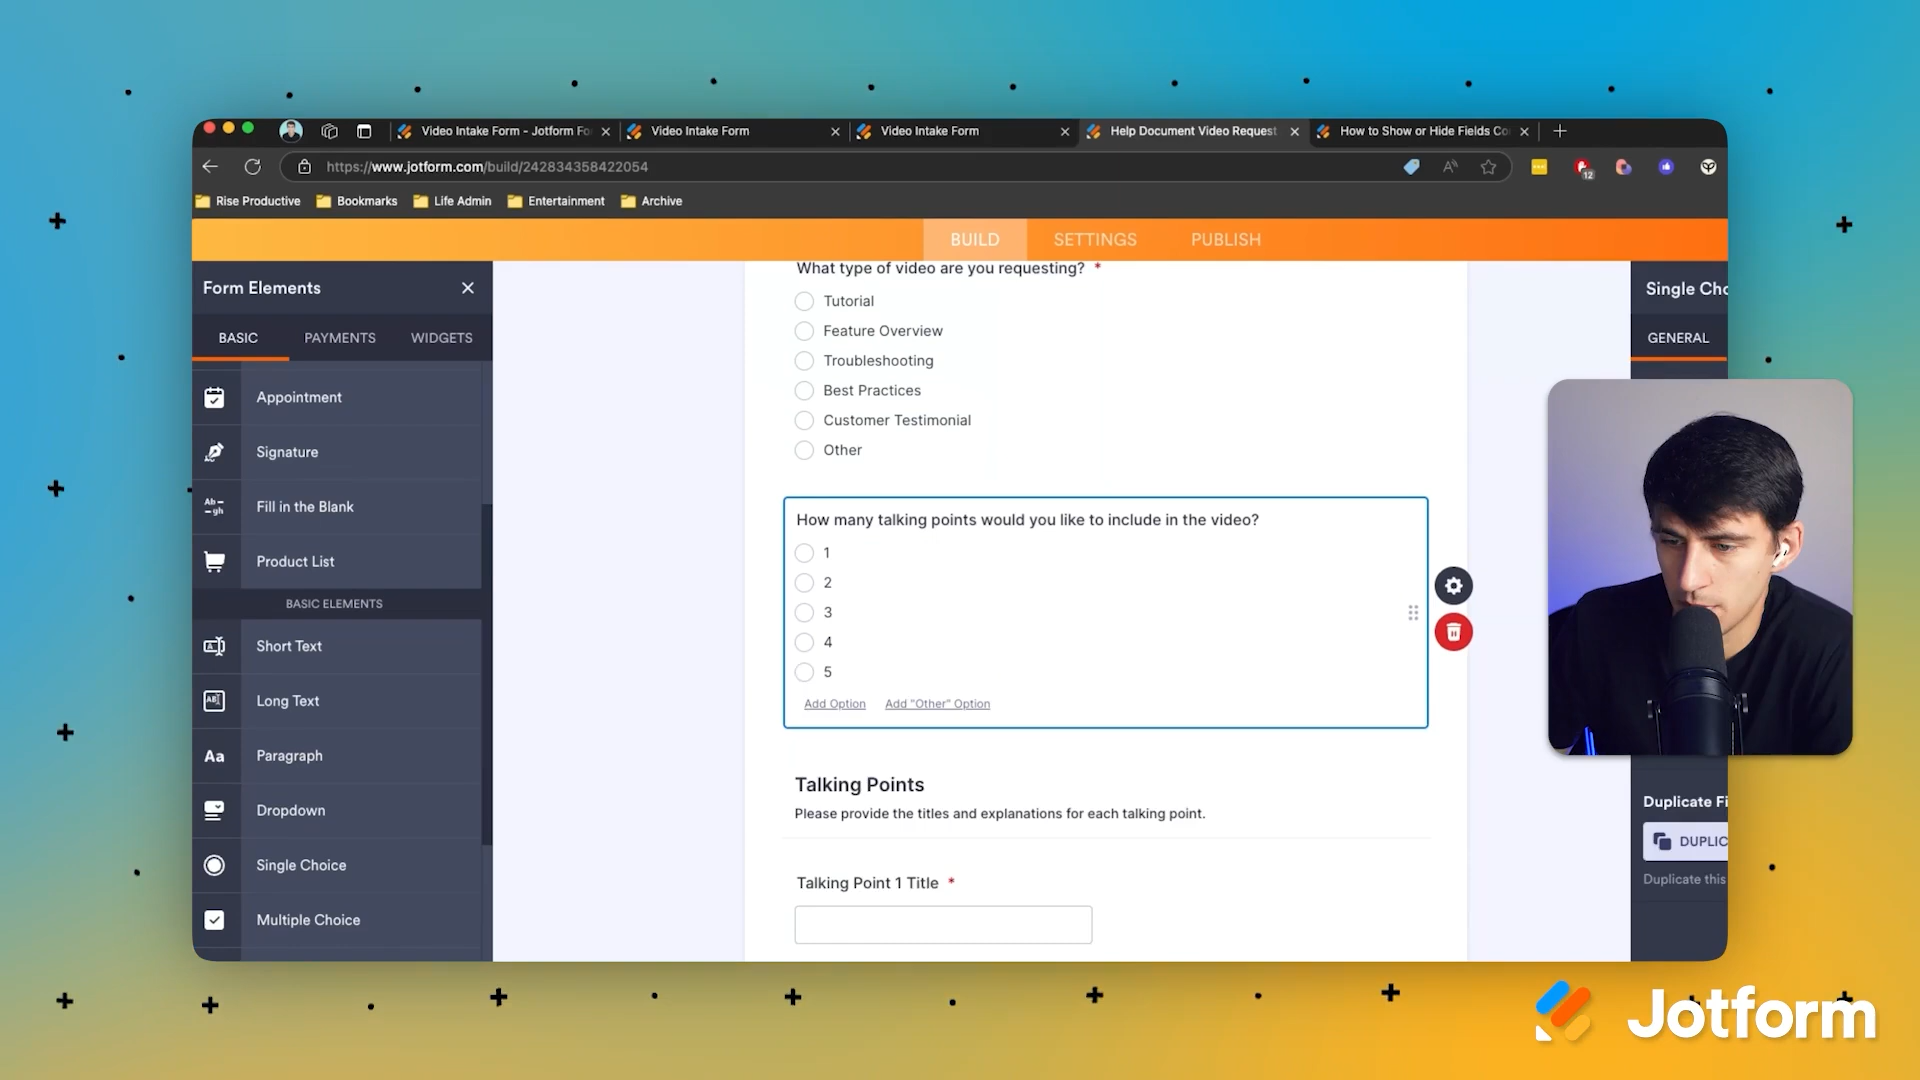 Video Intake Form - Jotform Fo
Video Intake Form
Video Intake Form
Help Document Video Request
How to Show or Hide Fields Co
https://www.jotform.com/build/242834358422054
12
Rise Productive
Bookmarks
Life Admin
Entertainment
Archive
BUILD
SETTINGS
PUBLISH
Form Elements
BASIC
PAYMENTS
WIDGETS
Appointment
Signature
Ab
gh
Fill in the Blank
Product List
BASIC ELEMENTS
Short Text
Long Text
Aa
Paragraph
Dropdown
Single Choice
Multiple Choice
What type of video are you requesting? *
Tutorial
Feature Overview
Troubleshooting
Best Practices
Customer Testimonial
Other
How many talking points would you like to include in the video?
1
2
3
4
5
Add Option
Add "Other" Option
Talking Points
Please provide the titles and explanations for each talking point.
Talking Point 1 Title *
Single Cho
GENERAL
Duplicate Fi
DUPLIC
Duplicate this
Jotform